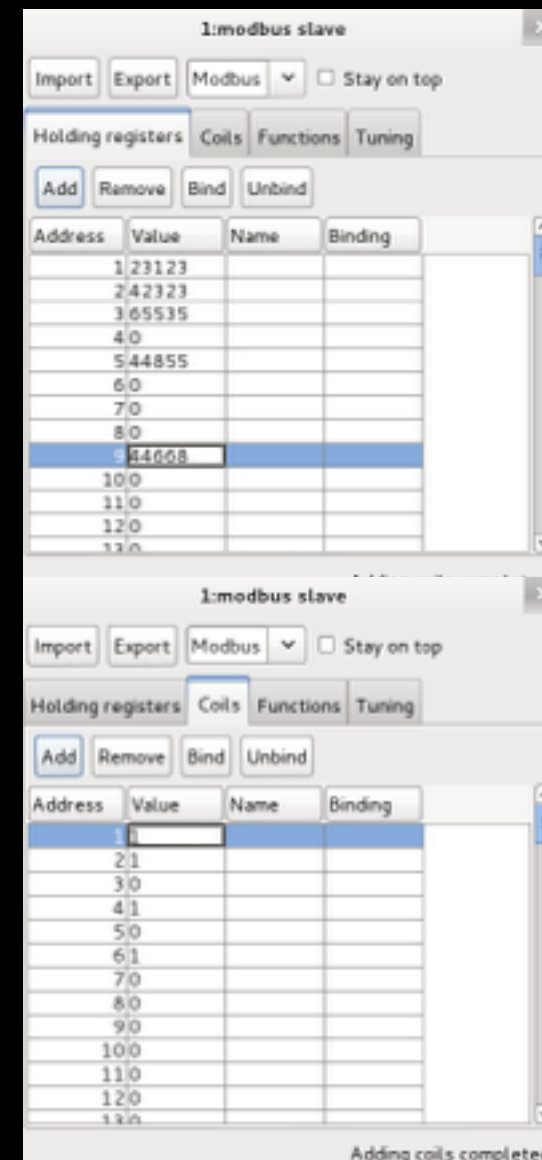 1:modbus slave
Import Export Modbus Stay on top
Holding registers Coils Functions Tuning
Add Remove Bind Unbind
Address Value Name Binding
1 23123
2 42323
3 65535
4 0
5 44855
6 0
7 0
8 0
9 44668
10 0
11 0
12 0
13 0
1:modbus slave
Import Export Modbus Stay on top
Holding registers Coils Functions Tuning
Add Remove Bind Unbind
Address Value Name Binding
1 1
2 1
3 0
4 1
5 0
6 1
7 0
8 0
9 0
10 0
11 0
12 0
13 0
Adding coils completed